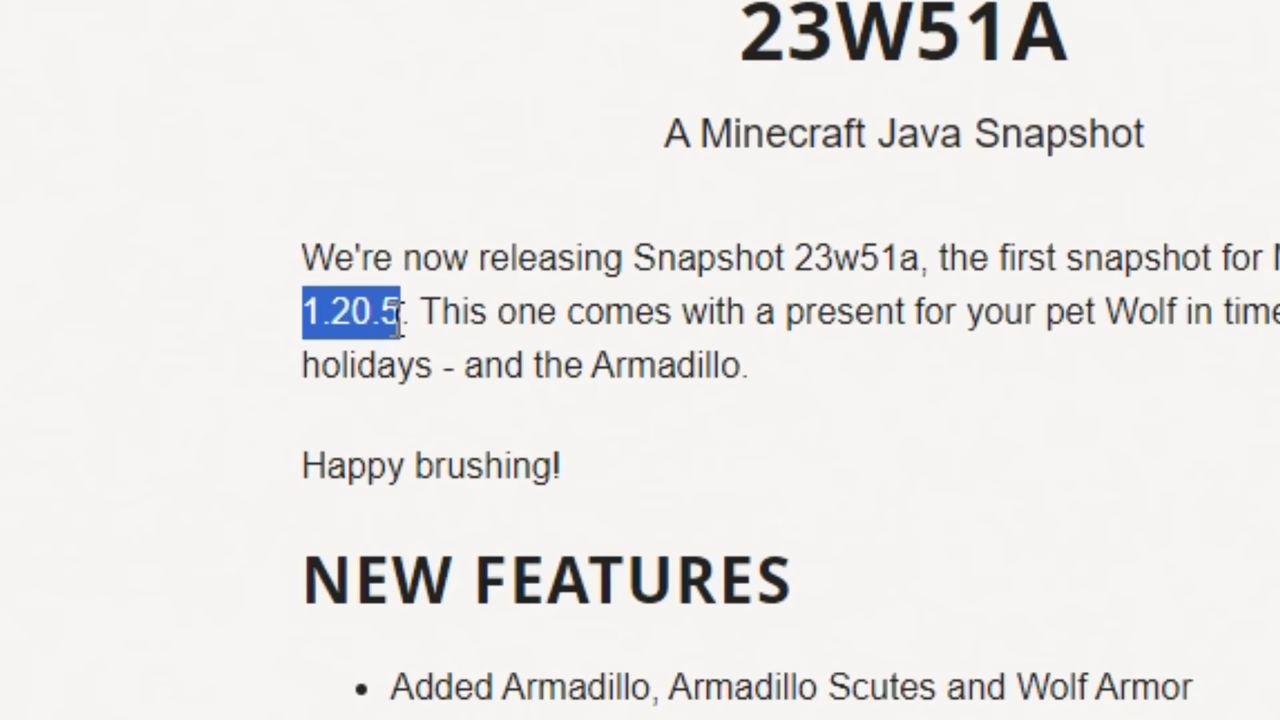 23W51A
A Minecraft Java Snapshot
We're now releasing Snapshot 23w51a, the first snapshot for
1.20.5. This one comes with a present for your pet Wolf in time
holidays - and the Armadillo.
Happy brushing!
NEW FEATURES
• Added Armadillo, Armadillo Scutes and Wolf Armor